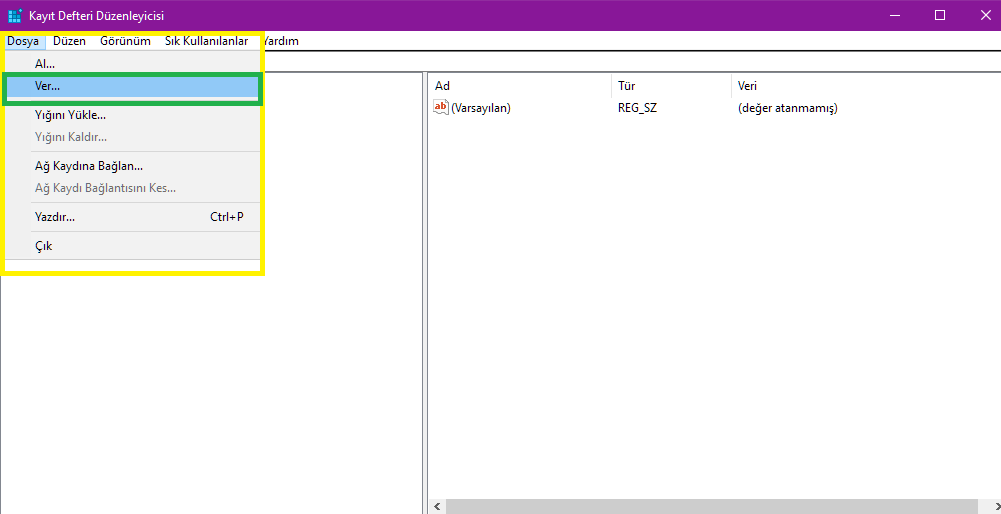 Kayıt Defteri Düzenleyicisi
Dosya Düzen Görünüm Sık Kullanılanlar Yardım
Al...
Ver...
Yığını Yükle...
Yığını Kaldır...
Ağ Kaydına Bağlan...
Ağ Kaydı Bağlantısını Kes...
Yazdır... Ctrl+P
Çık
Ad Tür Veri
ab (Varsayılan) REG_SZ (değer atanmamış)